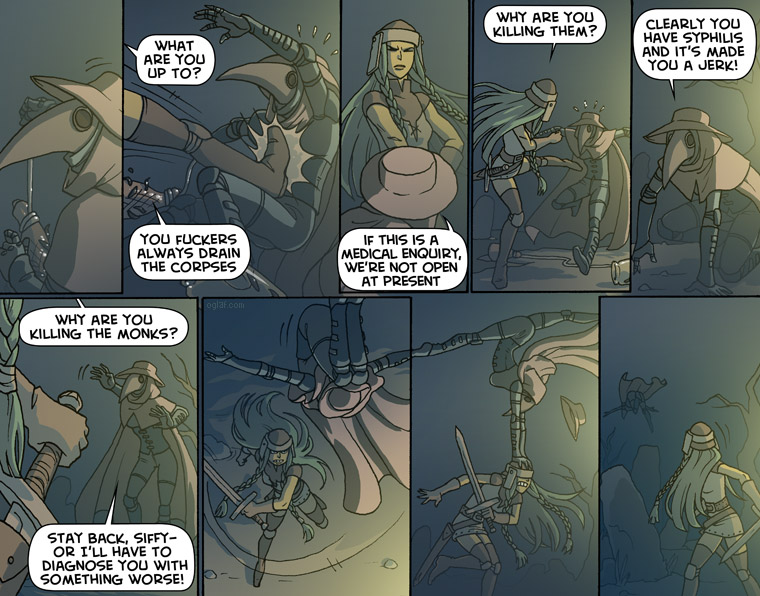 WHAT
ARE YOU
UP TO?
YOU FUCKERS
ALWAYS DRAIN
THE CORPSES
IF THIS IS A
MEDICAL ENQUIRY,
WE'RE NOT OPEN
AT PRESENT
WHY ARE YOU
KILLING THEM?
CLEARLY YOU
HAVE SYPHILIS
AND IT'S MADE
YOU A JERK!
WHY ARE YOU
KILLING THE MONKS?
STAY BACK, SIFFY-
OR I'LL HAVE TO
DIAGNOSE YOU WITH
SOMETHING WORSE!
oglaf.com